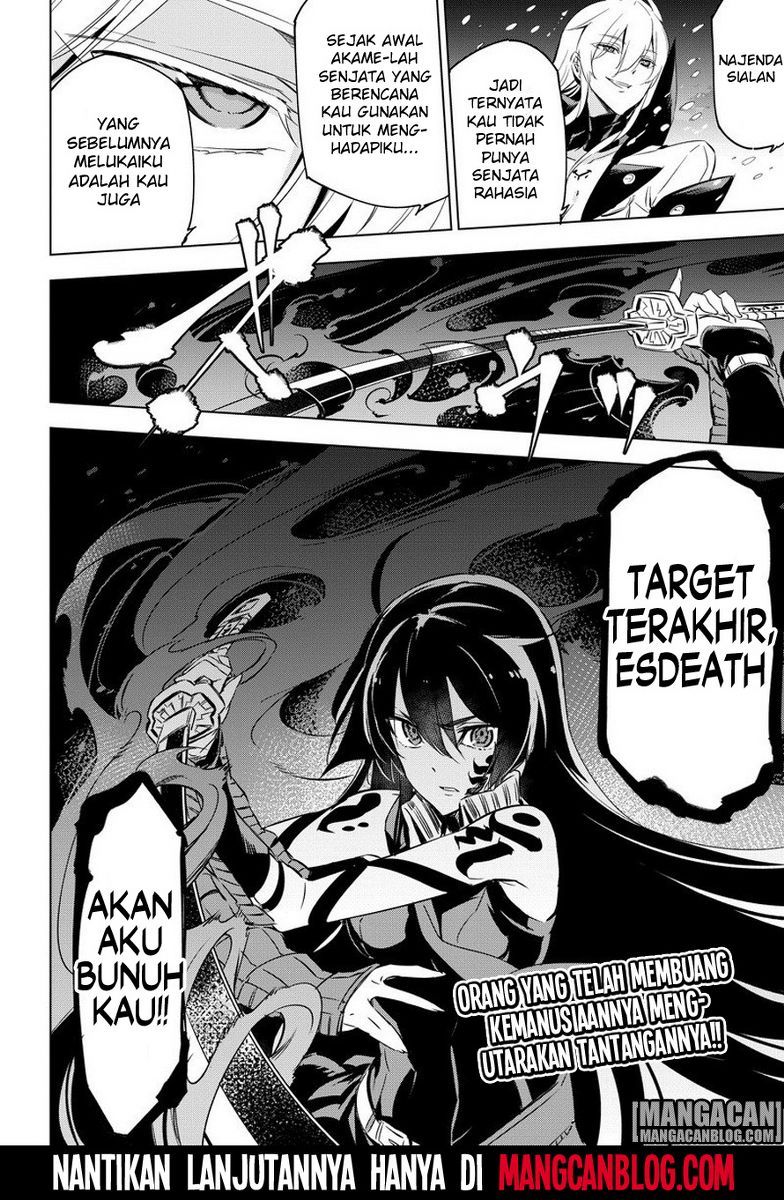 NAJENDA
SIALAN
JADI
TERNYATA
KAU TIDAK
PERNAH
PUNYA
SENJATA
RAHASIA
SEJAK AWAL
AKAME-LAH
SENJATA YANG
BERENCANA
KAU GUNAKAN
UNTUK MENG-
HADAPIKU...
YANG
SEBELUMNYA
MELUKAIKU
ADALAH KAU
JUGA
TARGET
TERAKHIR,
ESDEATH
AKAN
AKU
BUNUH
KAU!!
ORANG YANG TELAH MEMBUANG
KEMANUSIAANNYA MENG-
UTARAKAN TANTANGANNYA!!
[MANGACAN]
MANGACANBLOG.COM
NANTIKAN LANJUTANNYA HANYA DI MANGCANBLOG.COM